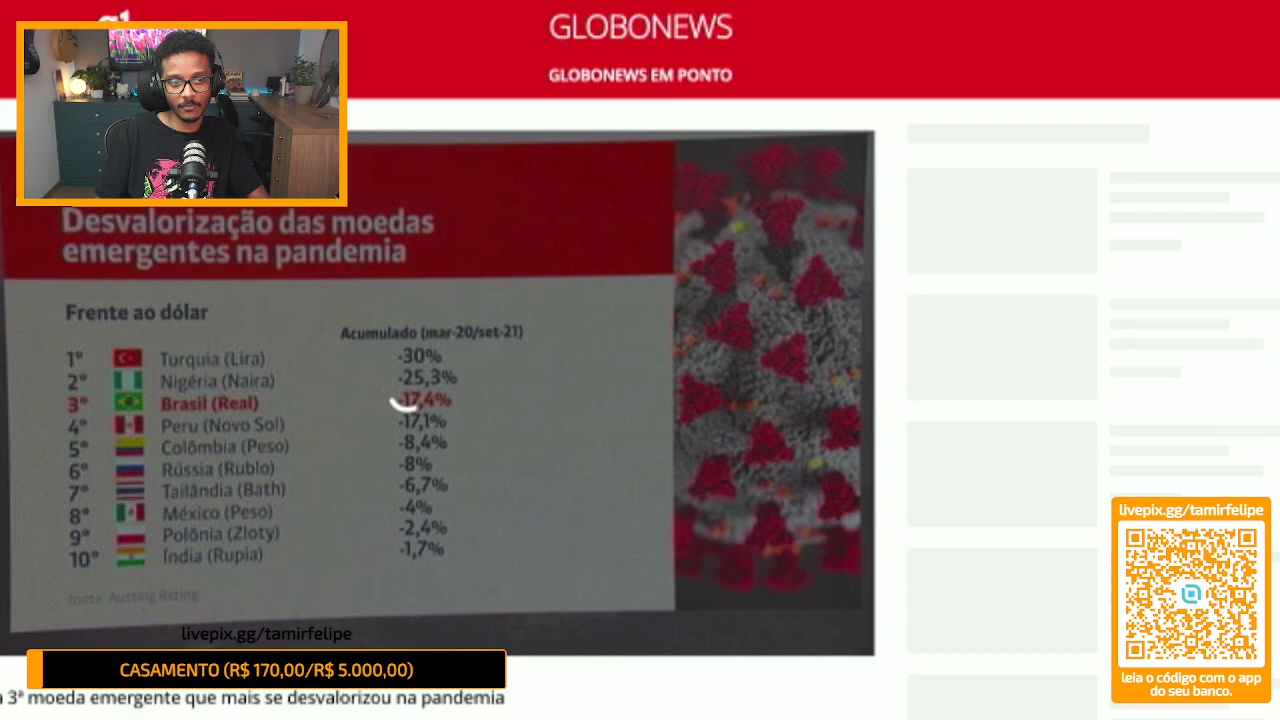 g1
GLOBONEWS
GLOBONEWS EM PONTO
Desvalorização das moedas
emergentes na pandemia
Frente ao dólar
Acumulado (mar-20/set-21)
1º Turquia (Lira) -30%
2º Nigéria (Naira) -25,3%
3º Brasil (Real) -17,4%
4º Peru (Novo Sol) -17,1%
5º Colômbia (Peso) -8,4%
6º Rússia (Rublo) -8%
7º Tailândia (Bath) -6,7%
8º México (Peso) -4%
9º Polônia (Zloty) -2,4%
10º Índia (Rupia) -1,7%
fonte: Austing Rating
livepix.gg/tamirfelipe
CASAMENTO (R$ 170,00/R$ 5.000,00)
3ª moeda emergente que mais se desvalorizou na pandemia
livepix.gg/tamirfelipe
leia o código com o app
do seu banco.